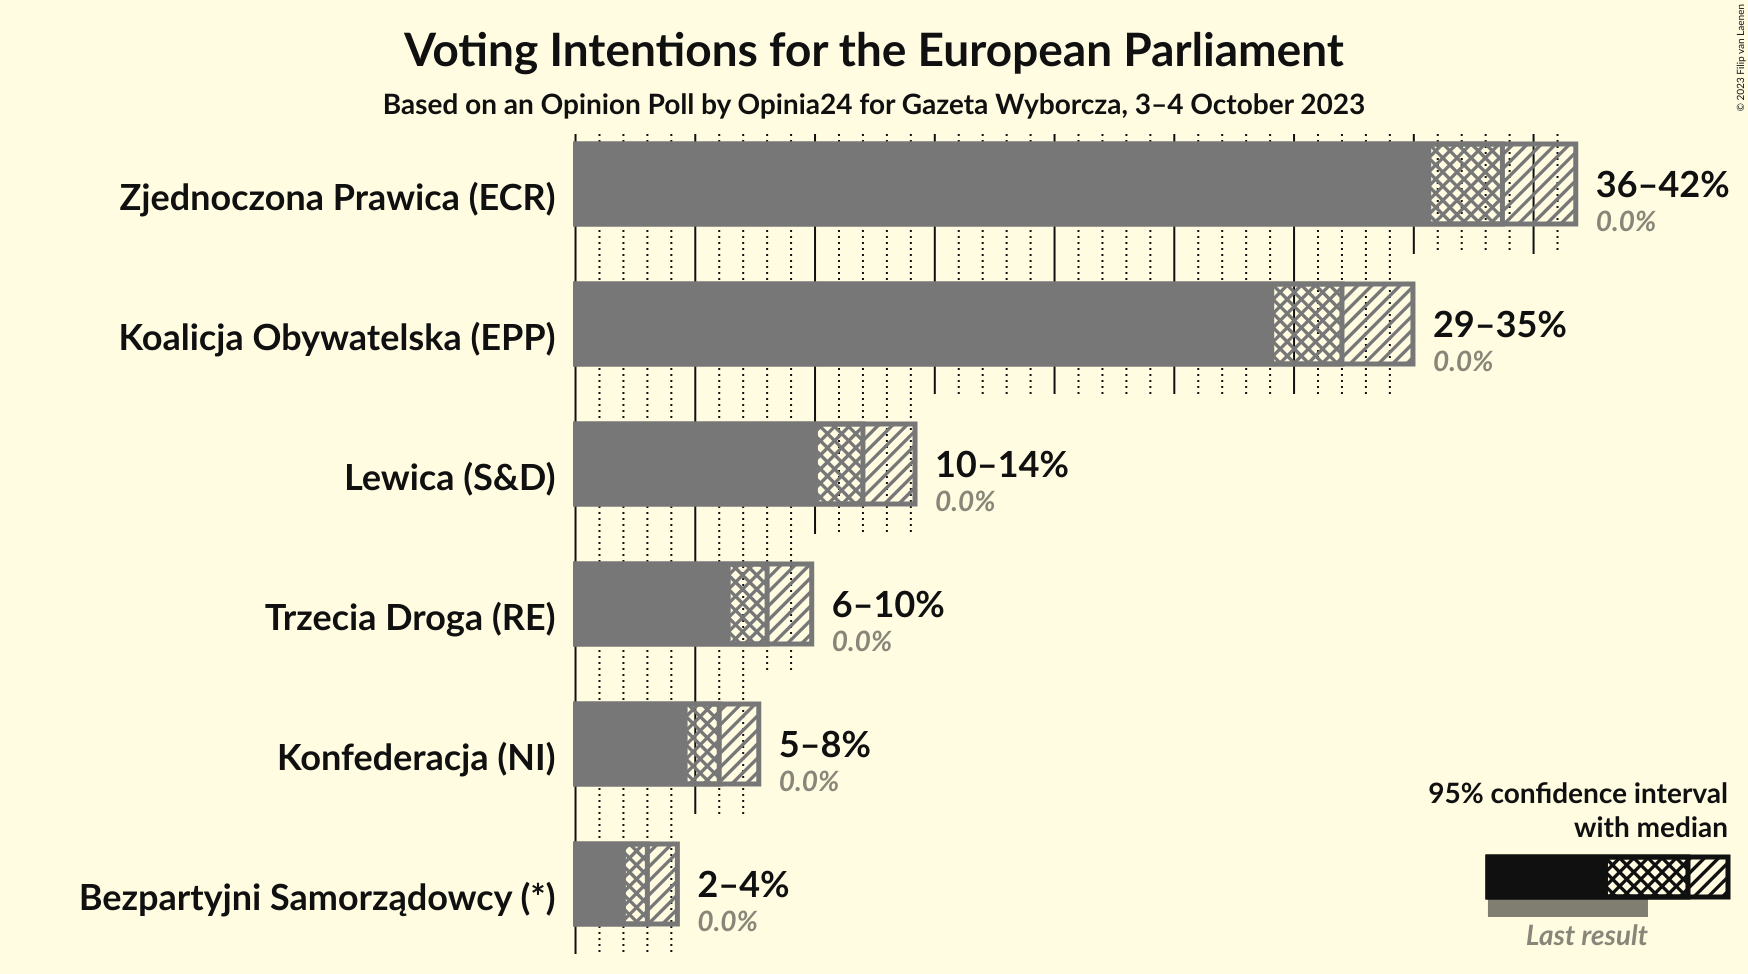 Voting Intentions for the European Parliament
Based on an Opinion Poll by Opinia24 for Gazeta Wyborcza, 3–4 October 2023
© 2023 Filip van Laenen
Zjednoczona Prawica (ECR)
36–42%
0.0%
Koalicja Obywatelska (EPP)
29–35%
0.0%
Lewica (S&D)
10–14%
0.0%
Trzecia Droga (RE)
6–10%
0.0%
Konfederacja (NI)
5–8%
0.0%
Bezpartyjni Samorządowcy (*)
2–4%
0.0%
95% confidence interval
with median
Last result